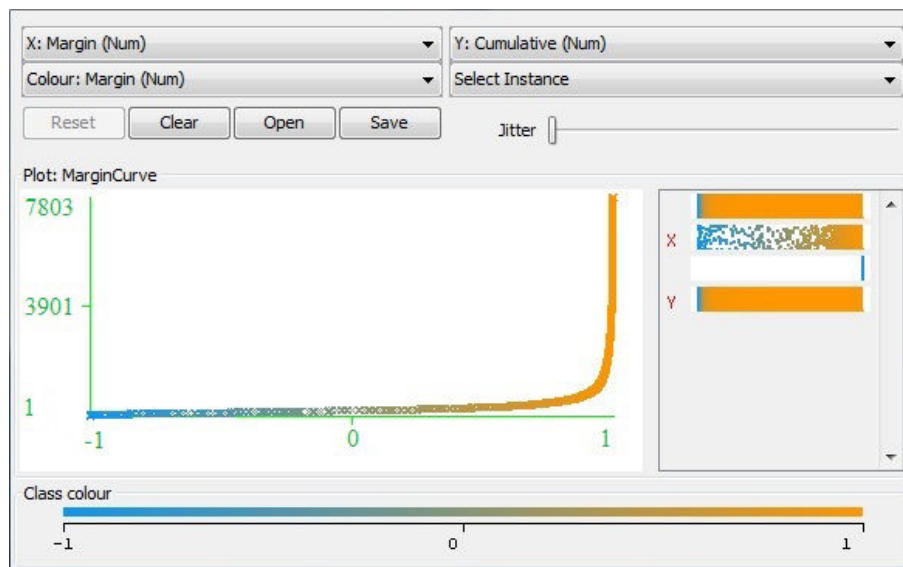 X: Margin (Num) Y: Cumulative (Num)
Colour: Margin (Num) Select Instance
Reset Clear Open Save Jitter
Plot: MarginCurve
7803
3901
1
-1 0 1
X
Y
Class colour
-1 0 1